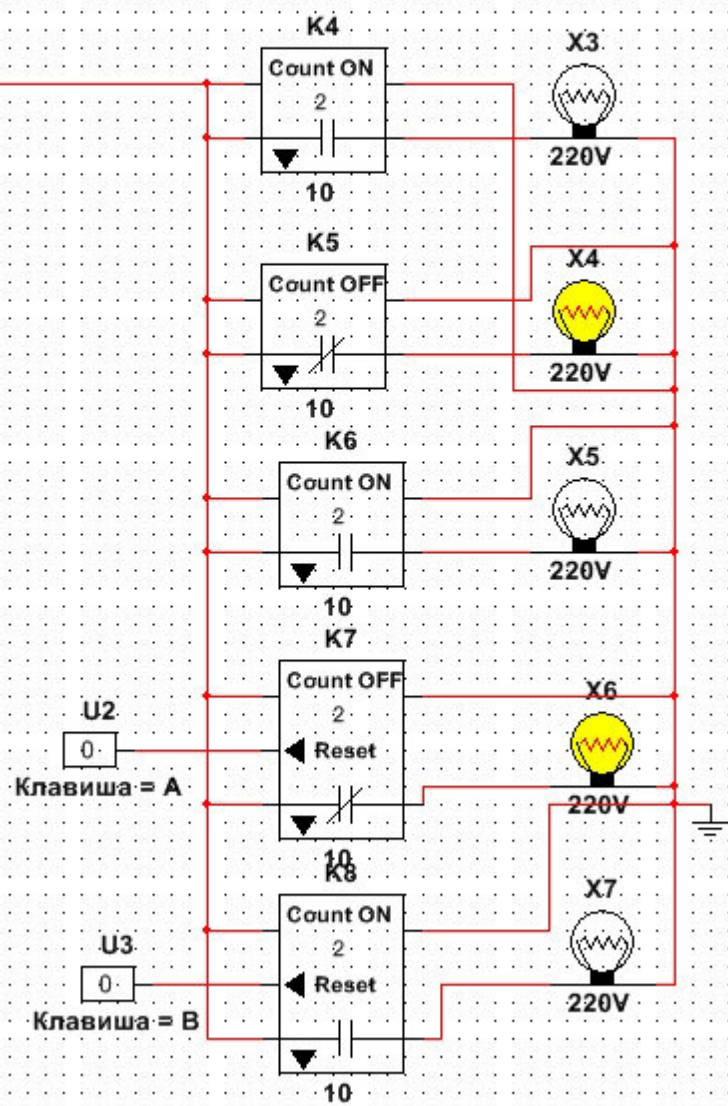 K4
Count ON
2
10
X3
220V
K5
Count OFF
2
10
X4
220V
K6
Count ON
2
10
X5
220V
K7
Count OFF
2
Reset
10
U2
0
Клавиша = A
X6
220V
K8
Count ON
2
Reset
10
U3
0
Клавиша = B
X7
220V